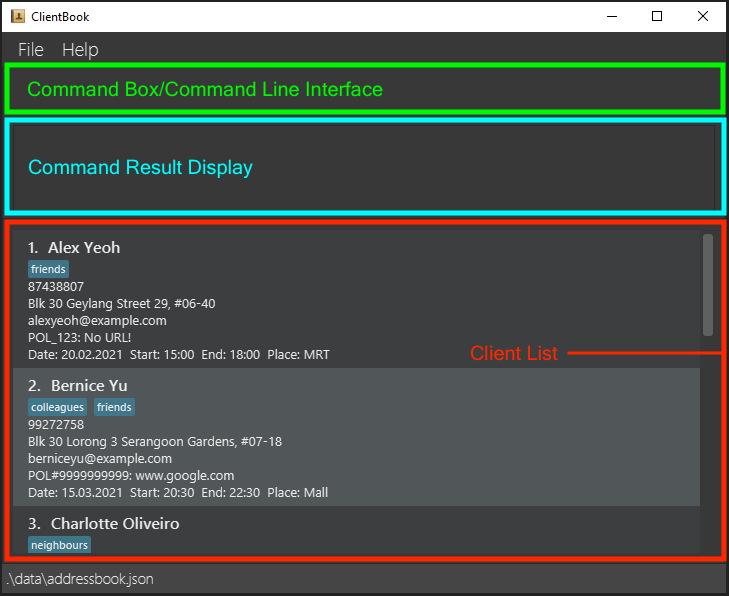 ClientBook
File Help
Command Box/Command Line Interface
Command Result Display
1. Alex Yeoh
friends
87438807
Blk 30 Geylang Street 29, #06-40
alexyeoh@example.com
POL_123: No URL!
Date: 20.02.2021 Start: 15:00 End: 18:00 Place: MRT
Client List
2. Bernice Yu
colleagues friends
99272758
Blk 30 Lorong 3 Serangoon Gardens, #07-18
berniceyu@example.com
POL#9999999999: www.google.com
Date: 15.03.2021 Start: 20:30 End: 22:30 Place: Mall
3. Charlotte Oliveiro
neighbours
.\data\addressbook.json